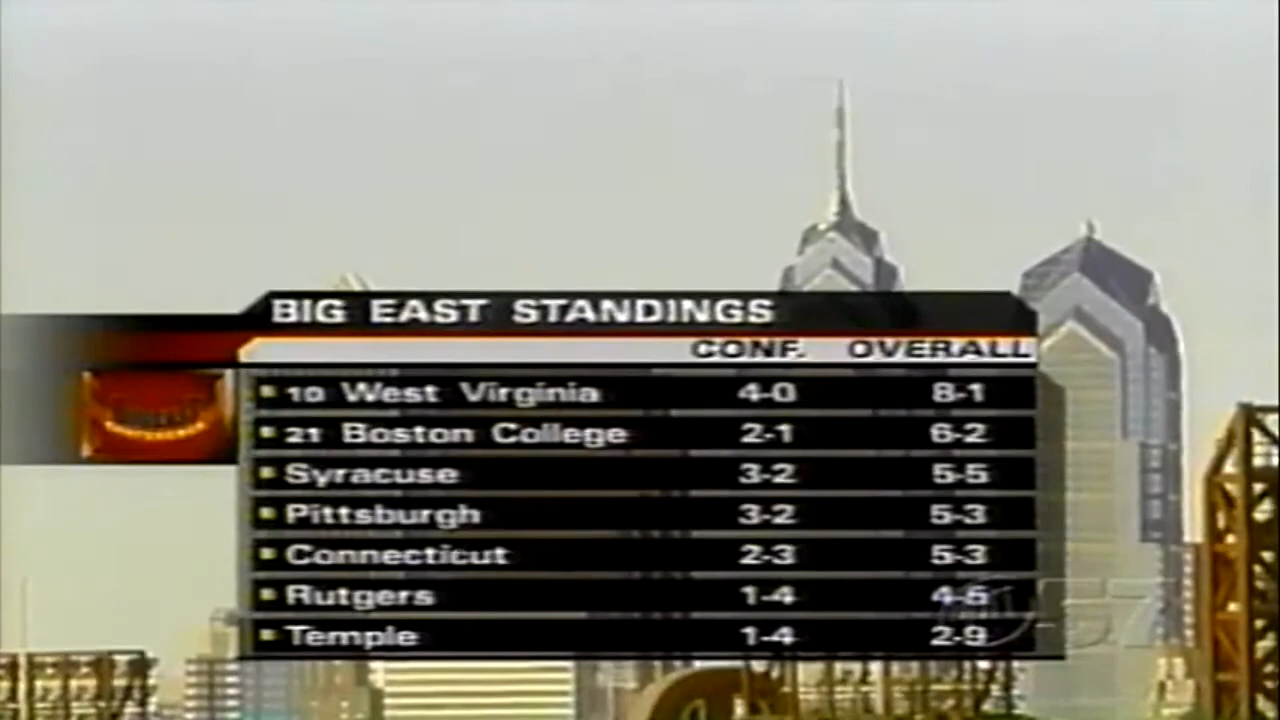 BIG EAST STANDINGS
CONF. OVERALL
10 West Virginia 4-0 8-1
21 Boston College 2-1 6-2
Syracuse 3-2 5-5
Pittsburgh 3-2 5-3
Connecticut 2-3 5-3
Rutgers 1-4 4-5
Temple 1-4 2-9
57